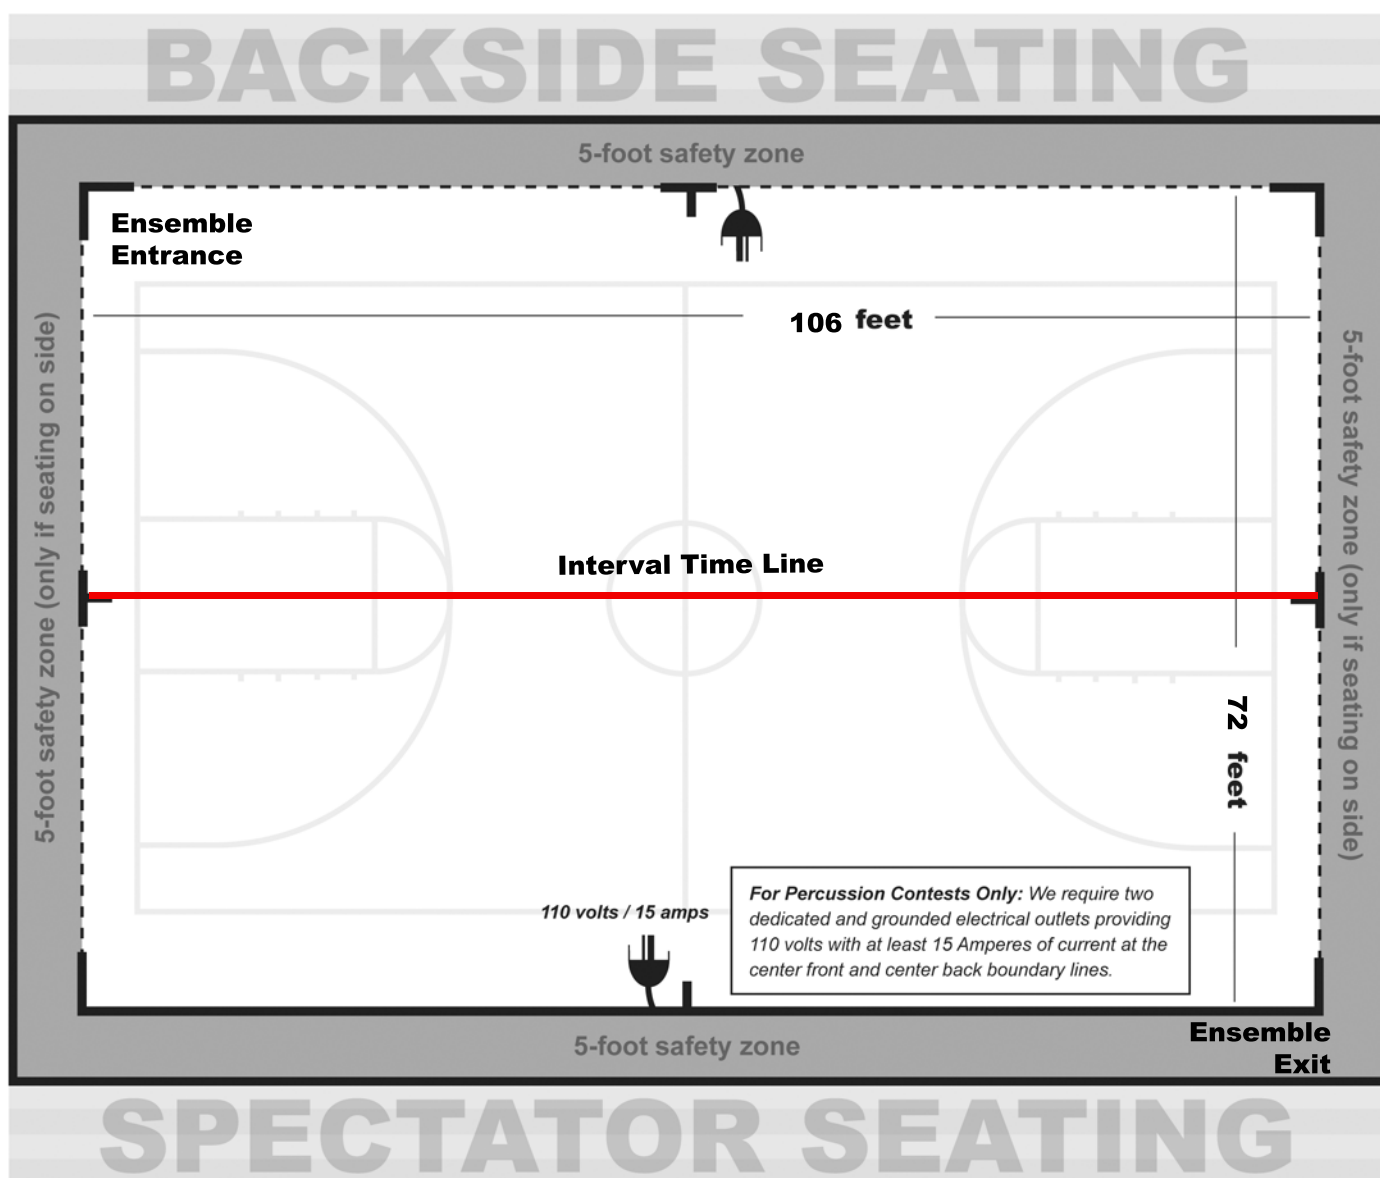 BACKSIDE SEATING
5-foot safety zone
Ensemble
Entrance
106 feet
5-foot safety zone (only if seating on side)
5-foot safety zone (only if seating on side)
Interval Time Line
72 feet
110 volts / 15 amps
For Percussion Contests Only: We require two
dedicated and grounded electrical outlets providing
110 volts with at least 15 Amperes of current at the
center front and center back boundary lines.
5-foot safety zone
Ensemble
Exit
SPECTATOR SEATING